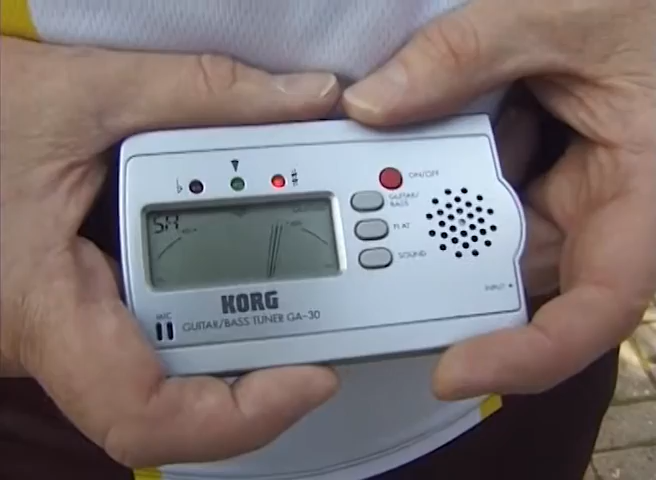 ON/OFF
GUITAR/
BASS
FLAT
SOUND
INPUT
MIC
KORG
GUITAR/BASS TUNER GA-30